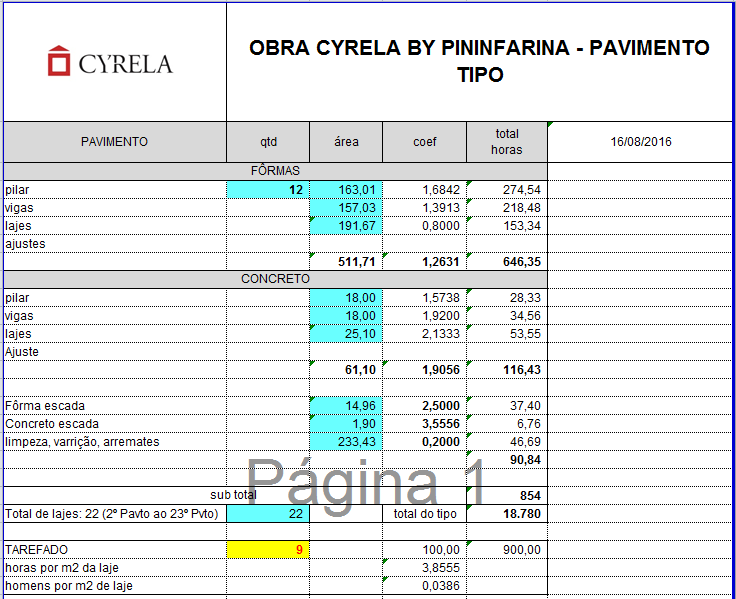 CYRELA
OBRA CYRELA BY PININFARINA - PAVIMENTO
TIPO
PAVIMENTO qtd área coef total horas 16/08/2016
FÔRMAS
pilar 12 163,01 1,6842 274,54
vigas 157,03 1,3913 218,48
lajes 191,67 0,8000 153,34
ajustes
511,71 1,2631 646,35
CONCRETO
pilar 18,00 1,5738 28,33
vigas 18,00 1,9200 34,56
lajes 25,10 2,1333 53,55
Ajuste
61,10 1,9056 116,43
Fôrma escada 14,96 2,5000 37,40
Concreto escada 1,90 3,5556 6,76
limpeza, varrição, arremates 233,43 0,2000 46,69
90,84
Página 1
sub total 854
Total de lajes: 22 (2º Pavto ao 23º Pvto) 22 total do tipo 18.780
TAREFADO 9 100,00 900,00
horas por m2 da laje 3,8555
homens por m2 de laje 0,0386